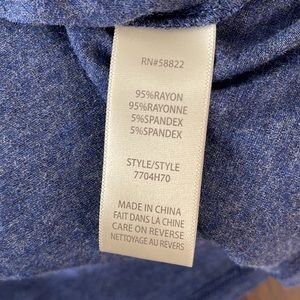 RN#58822
95%RAYON
95%RAYONNE
5%SPANDEX
5%SPANDEX
STYLE/STYLE
7704H70
MADE IN CHINA
FAIT DANS LA CHINE
CARE ON REVERSE
NETTOYAGE AU REVERS